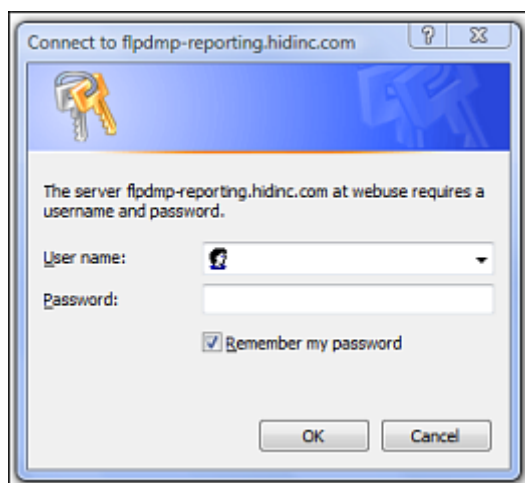 Connect to flpdmp-reporting.hidinc.com
The server flpdmp-reporting.hidinc.com at webuse requires a
username and password.
User name:
Password:
Remember my password
OK Cancel